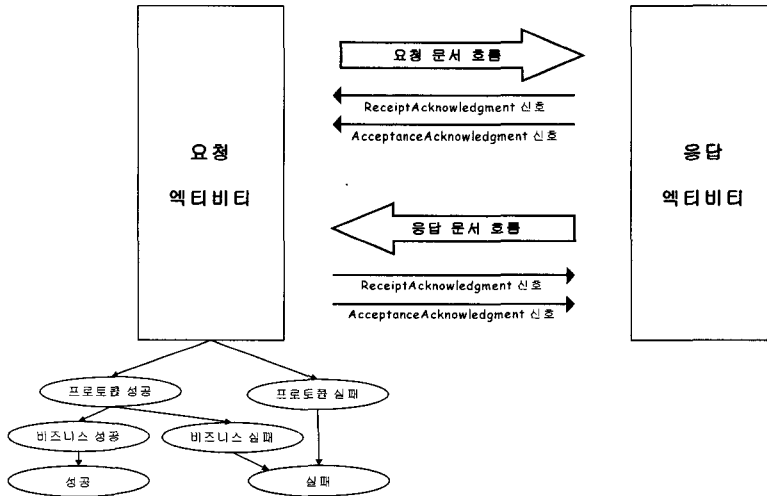 요청 문서 흐름
ReceiptAcknowledgment 신호
AcceptanceAcknowledgment 신호
요청
엑티비티
응답
엑티비티
응답 문서 흐름
ReceiptAcknowledgment 신호
AcceptanceAcknowledgment 신호
프로토콜 성공
프로토콜 실패
비즈니스 성공
비즈니스 실패
성공
실패